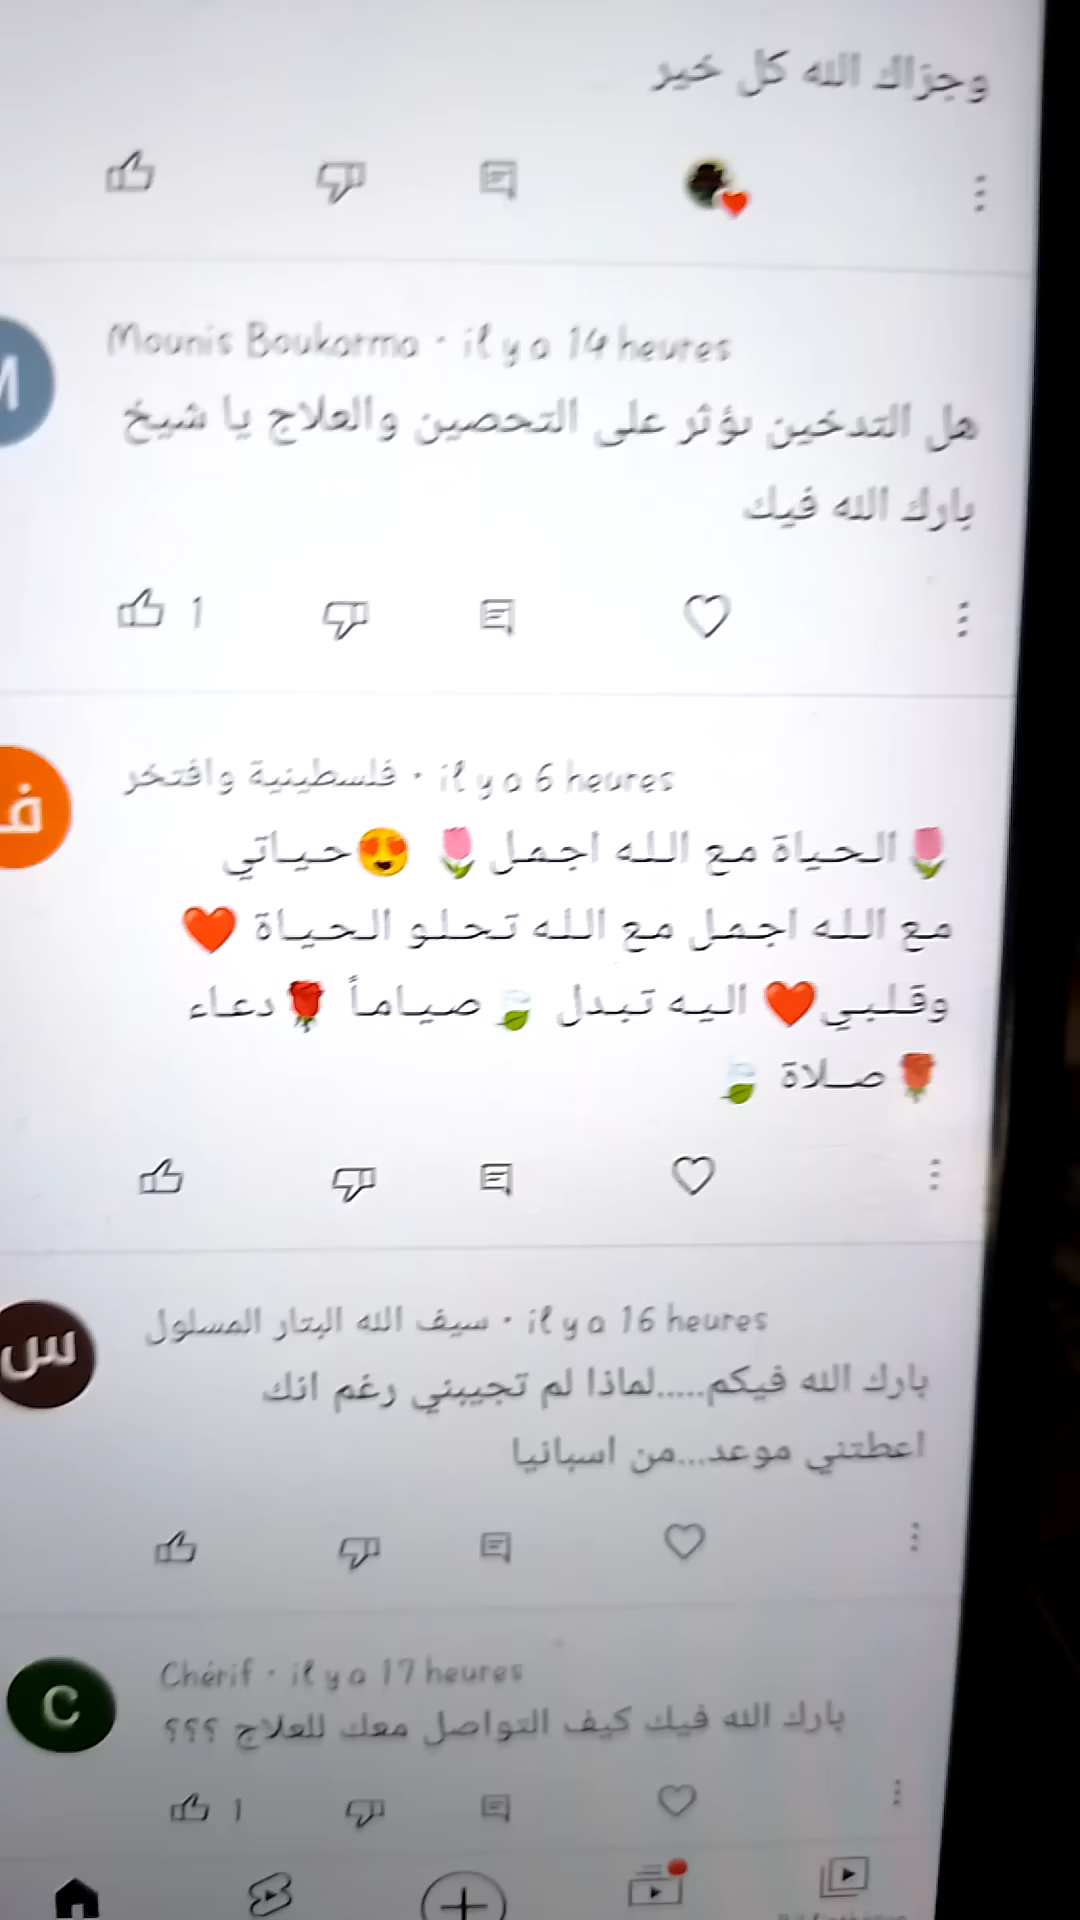 وجزاك الله كل خير
M
Mounis Boukarma · il y a 14 heures
هل التدخين يؤثر على التحصين والعلاج يا شيخ
بارك الله فيك
1
ف
فلسطينية وافتخر · il y a 6 heures
🌷الحياة مع الله اجمل🌷 😍حياتي
مع الله اجمل مع الله تحلو الحياة ❤️
وقلبي❤️ اليه تبدل 🍃صياماً 🌹دعاء
🌹صلاة 🍃
س
سيف الله البتار المسلول · il y a 16 heures
بارك الله فيكم.....لماذا لم تجيبني رغم انك
اعطتني موعد...من اسبانيا
C
Chérif · il y a 17 heures
بارك الله فيك كيف التواصل معك للعلاج ؟؟؟
1